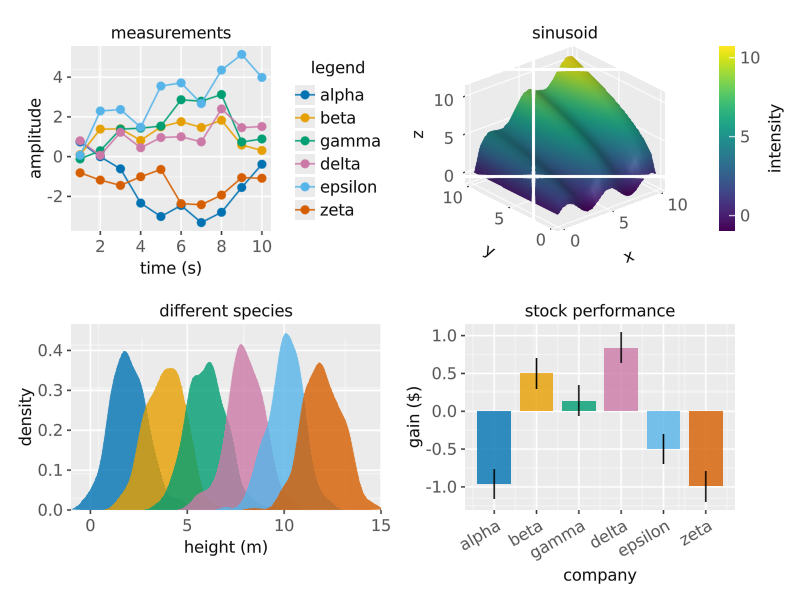 measurements
amplitude
4
2
0
-2
2
4
6
8
10
time (s)
legend
alpha
beta
gamma
delta
epsilon
zeta
sinusoid
z
10
5
0
10
5
0
y
0
5
10
x
10
5
0
intensity
different species
density
0.4
0.3
0.2
0.1
0.0
0
5
10
15
height (m)
stock performance
gain ($)
1.0
0.5
0.0
-0.5
-1.0
alpha
beta
gamma
delta
epsilon
zeta
company